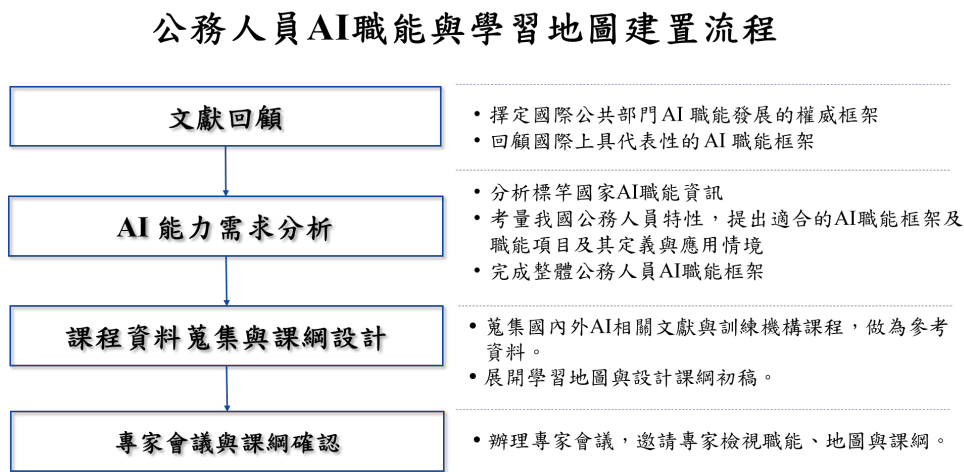 公務人員AI職能與學習地圖建置流程
文獻回顧
• 擇定國際公共部門AI 職能發展的權威框架
• 回顧國際上具代表性的AI 職能框架
AI 能力需求分析
• 分析標竿國家AI職能資訊
• 考量我國公務人員特性，提出適合的AI職能框架及
職能項目及其定義與應用情境
• 完成整體公務人員AI職能框架
課程資料蒐集與課綱設計
• 蒐集國內外AI相關文獻與訓練機構課程，做為參考
資料。
• 展開學習地圖與設計課綱初稿。
專家會議與課綱確認
• 辦理專家會議，邀請專家檢視職能、地圖與課綱。